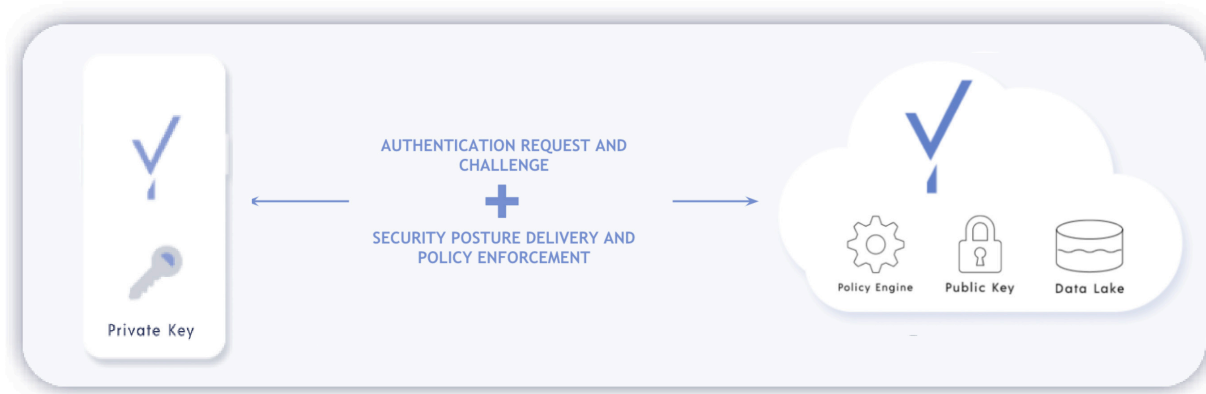 AUTHENTICATION REQUEST AND
CHALLENGE
SECURITY POSTURE DELIVERY AND
POLICY ENFORCEMENT
Private Key
Policy Engine
Public Key
Data Lake